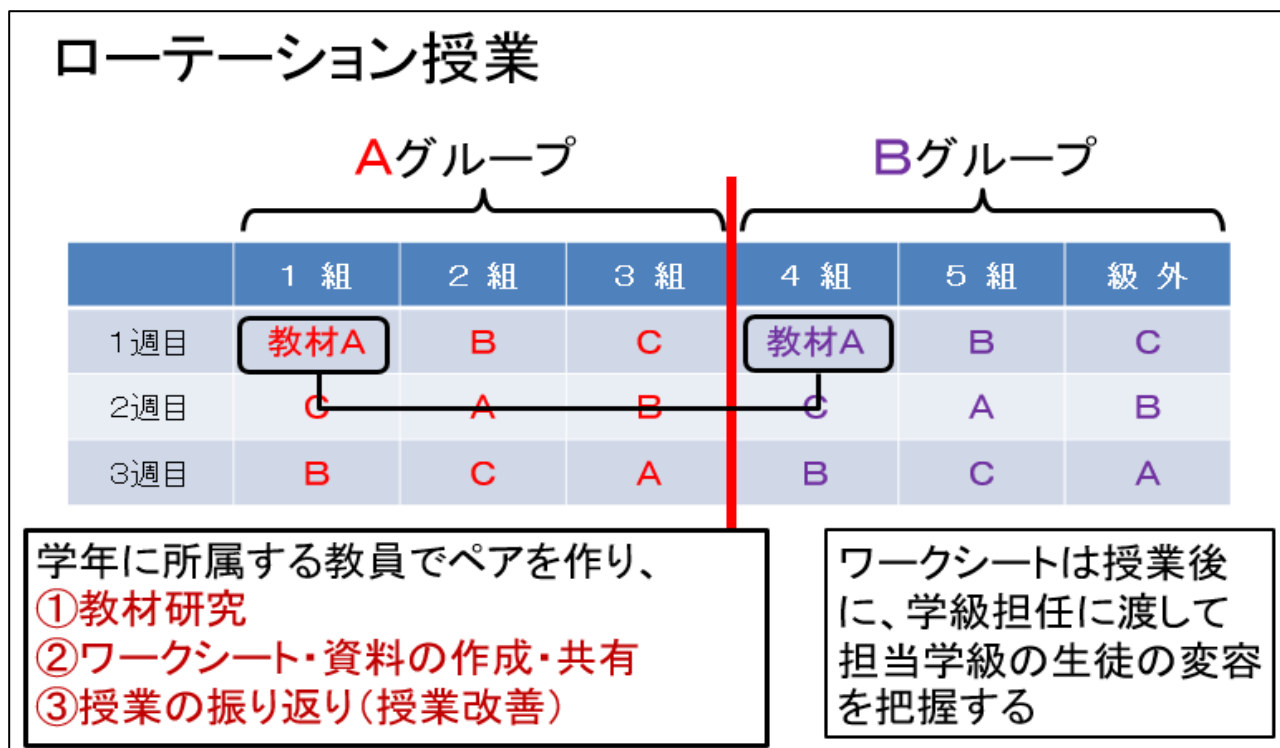 ローテーション授業
Aグループ Bグループ
1 組 2 組 3 組 4 組 5 組 級 外
1週目 教材A B C 教材A B C
2週目 C A B C A B
3週目 B C A B C A
学年に所属する教員でペアを作り、
①教材研究
②ワークシート・資料の作成・共有
③授業の振り返り(授業改善)
ワークシートは授業後
に、学級担任に渡して
担当学級の生徒の変容
を把握する